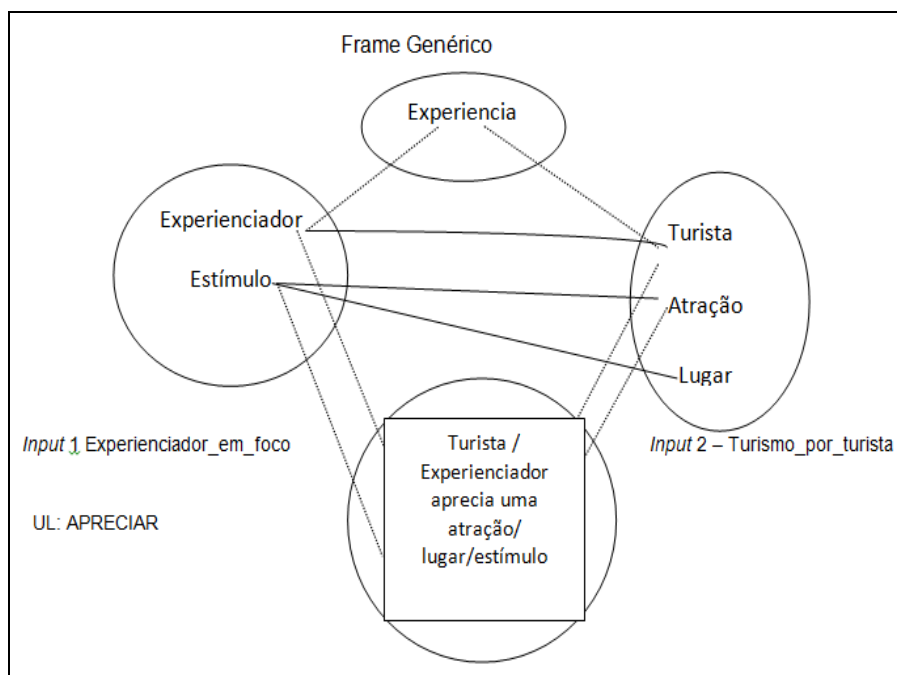 Frame Genérico
Experiencia
Experienciador
Estímulo
Turista
Atração
Lugar
Input 1 Experienciador_em_foco
Input 2 – Turismo_por_turista
UL: APRECIAR
Turista /
Experienciador
aprecia uma
atração/
lugar/estímulo